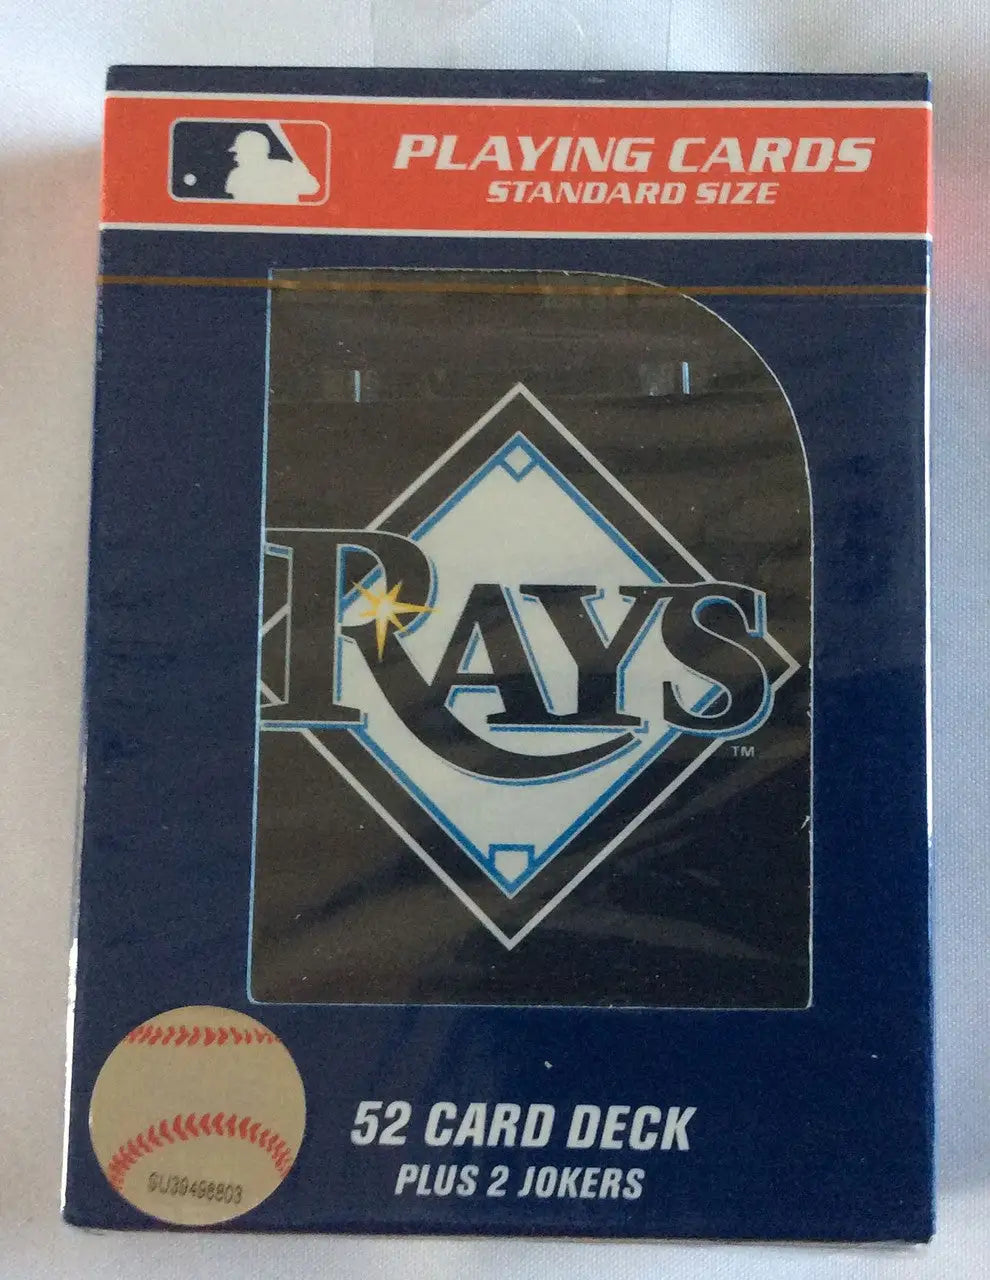 PLAYING CARDS
STANDARD SIZE
RAYS
TM
52 CARD DECK
PLUS 2 JOKERS